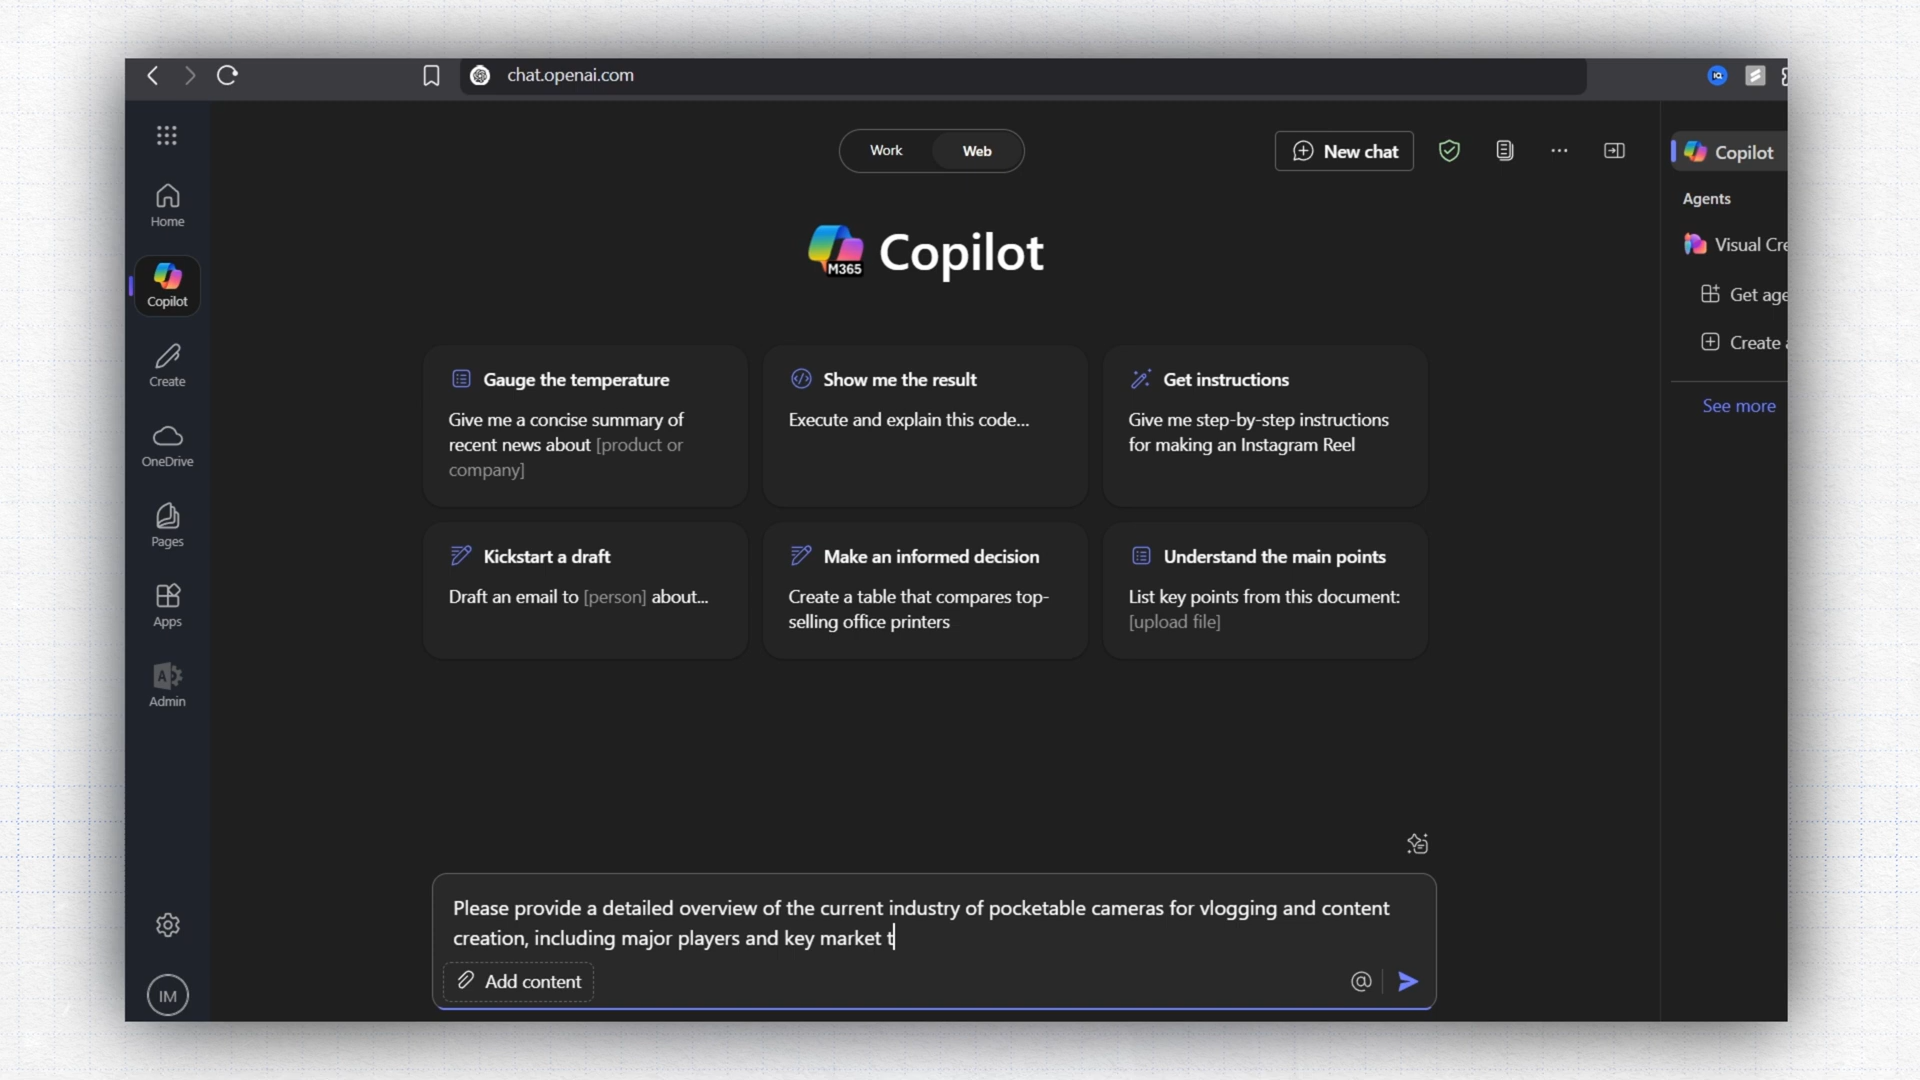 chat.openai.com
Work
Web
New chat
Copilot
Agents
Visual Cre
Get age
Create a
See more
Home
Copilot
Create
OneDrive
Pages
Apps
Admin
IM
M365
Copilot
Gauge the temperature
Give me a concise summary of
recent news about [product or
company]
Show me the result
Execute and explain this code...
Get instructions
Give me step-by-step instructions
for making an Instagram Reel
Kickstart a draft
Draft an email to [person] about...
Make an informed decision
Create a table that compares top-
selling office printers
Understand the main points
List key points from this document:
[upload file]
Please provide a detailed overview of the current industry of pocketable cameras for vlogging and content
creation, including major players and key market t
Add content
@